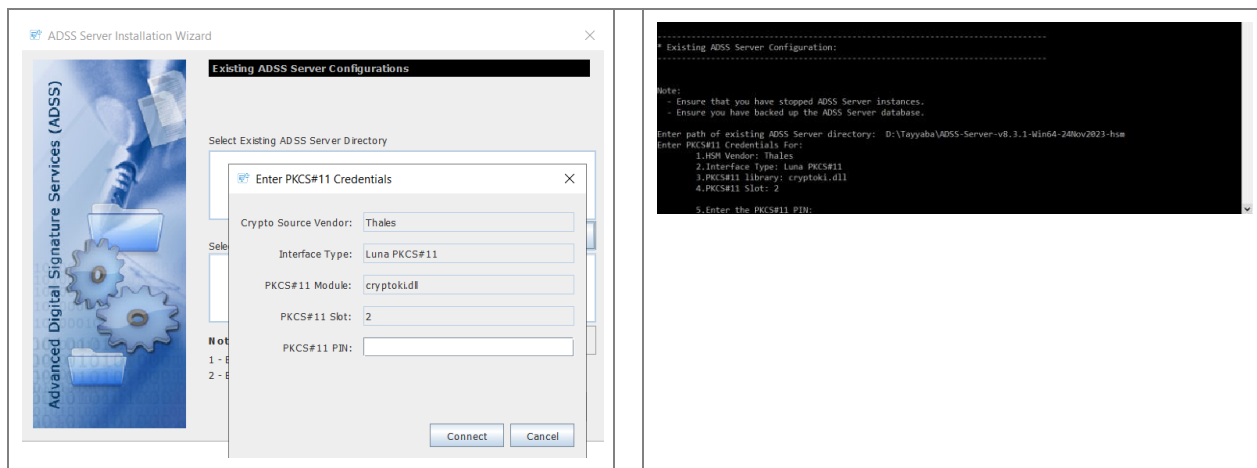 ADSS Server Installation Wizard
Advanced Digital Signature Services (ADSS)
Existing ADSS Server Configurations
Select Existing ADSS Server Directory
Enter PKCS#11 Credentials
Crypto Source Vendor: Thales
Interface Type: Luna PKCS#11
PKCS#11 Module: cryptoki.dll
PKCS#11 Slot: 2
PKCS#11 PIN:
Connect Cancel
1 -
2 -
* Existing ADSS Server Configuration:
Note:
- Ensure that you have stopped ADSS Server instances.
- Ensure you have backed up the ADSS Server database.
Enter path of existing ADSS Server directory: D:\Tayyaba\ADSS-Server-v8.3.1-Win64-24Nov2023-hsm
Enter PKCS#11 Credentials For:
1.HSM Vendor: Thales
2.Interface Type: Luna PKCS#11
3.PKCS#11 library: cryptoki.dll
4.PKCS#11 Slot: 2
5.Enter the PKCS#11 PIN: